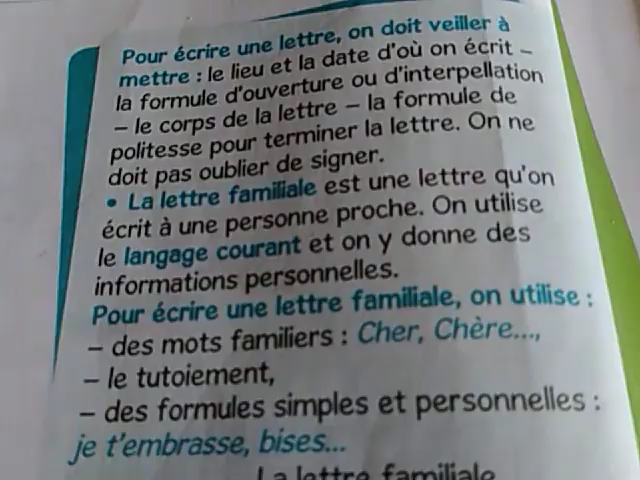 Pour écrire une lettre, on doit veiller à
mettre : le lieu et la date d'où on écrit –
la formule d'ouverture ou d'interpellation
– le corps de la lettre – la formule de
politesse pour terminer la lettre. On ne
doit pas oublier de signer.
• La lettre familiale est une lettre qu'on
écrit à une personne proche. On utilise
le langage courant et on y donne des
informations personnelles.
Pour écrire une lettre familiale, on utilise :
– des mots familiers : Cher, Chère...,
– le tutoiement,
– des formules simples et personnelles :
je t'embrasse, bises...
La lettre familiale